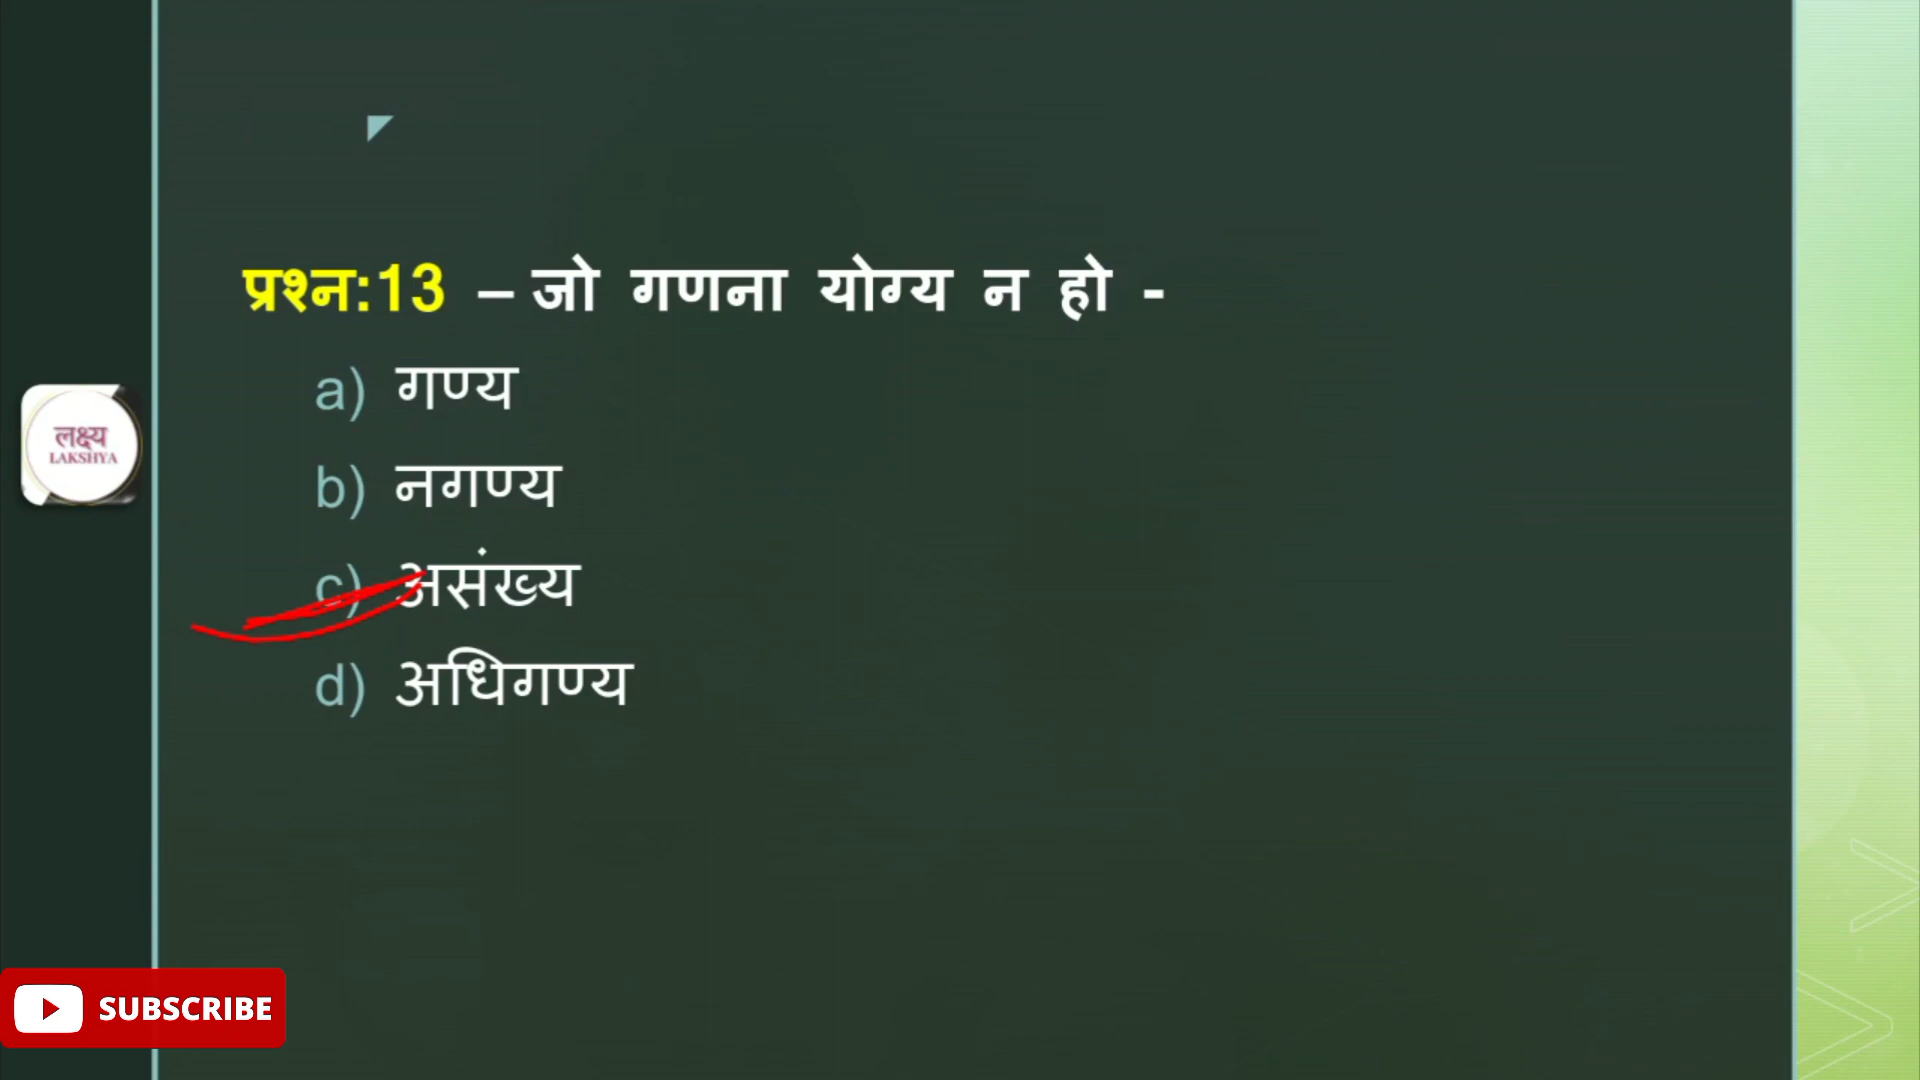 प्रश्न:13 – जो गणना योग्य न हो -
a) गण्य
b) नगण्य
c) असंख्य
d) अधिगण्य
लक्ष्य
LAKSHYA
SUBSCRIBE